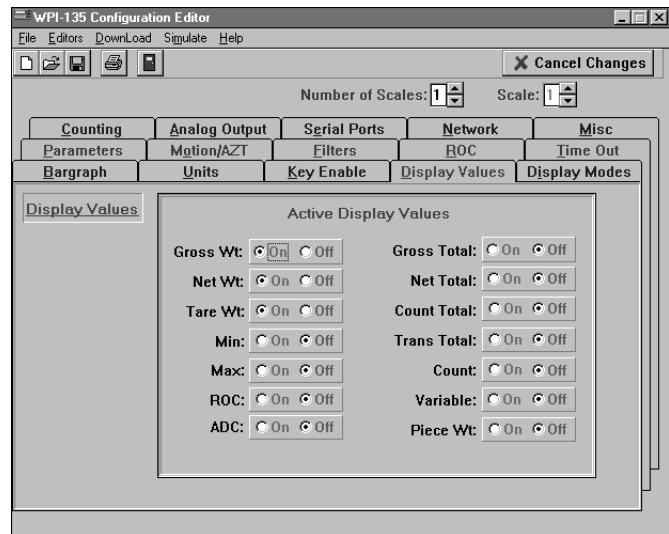 WPI-135 Configuration Editor
File Editors DownLoad Simulate Help
Cancel Changes
Number of Scales: 1 Scale: 1
Counting Analog Output Serial Ports Network Misc
Parameters Motion/AZT Filters ROC Time Out
Bargraph Units Key Enable Display Values Display Modes
Display Values
Active Display Values
Gross Wt: On Off Gross Total: On Off
Net Wt: On Off Net Total: On Off
Tare Wt: On Off Count Total: On Off
Min: On Off Trans Total: On Off
Max: On Off Count: On Off
ROC: On Off Variable: On Off
ADC: On Off Piece Wt: On Off